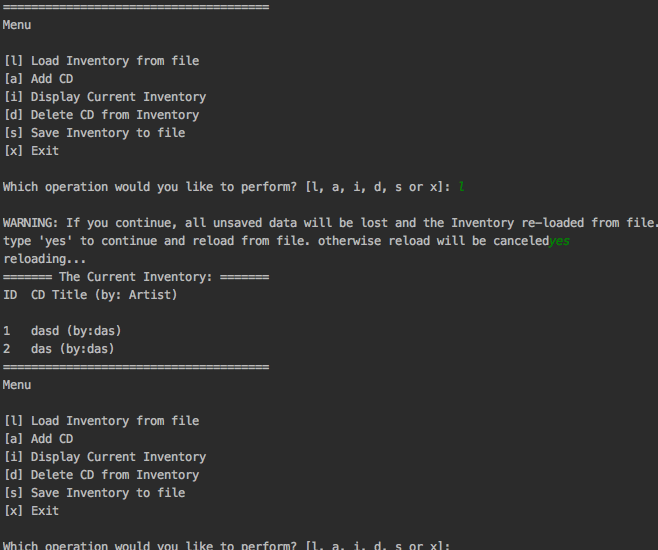 ======================================
Menu
[l] Load Inventory from file
[a] Add CD
[i] Display Current Inventory
[d] Delete CD from Inventory
[s] Save Inventory to file
[x] Exit
Which operation would you like to perform? [l, a, i, d, s or x]: l
WARNING: If you continue, all unsaved data will be lost and the Inventory re-loaded from file.
type 'yes' to continue and reload from file. otherwise reload will be canceledyes
reloading...
======= The Current Inventory: =======
ID  CD Title (by: Artist)
1   dasd (by:das)
2   das (by:das)
======================================
Menu
[l] Load Inventory from file
[a] Add CD
[i] Display Current Inventory
[d] Delete CD from Inventory
[s] Save Inventory to file
[x] Exit
Which operation would you like to perform? [l, a, i, d, s or x]: